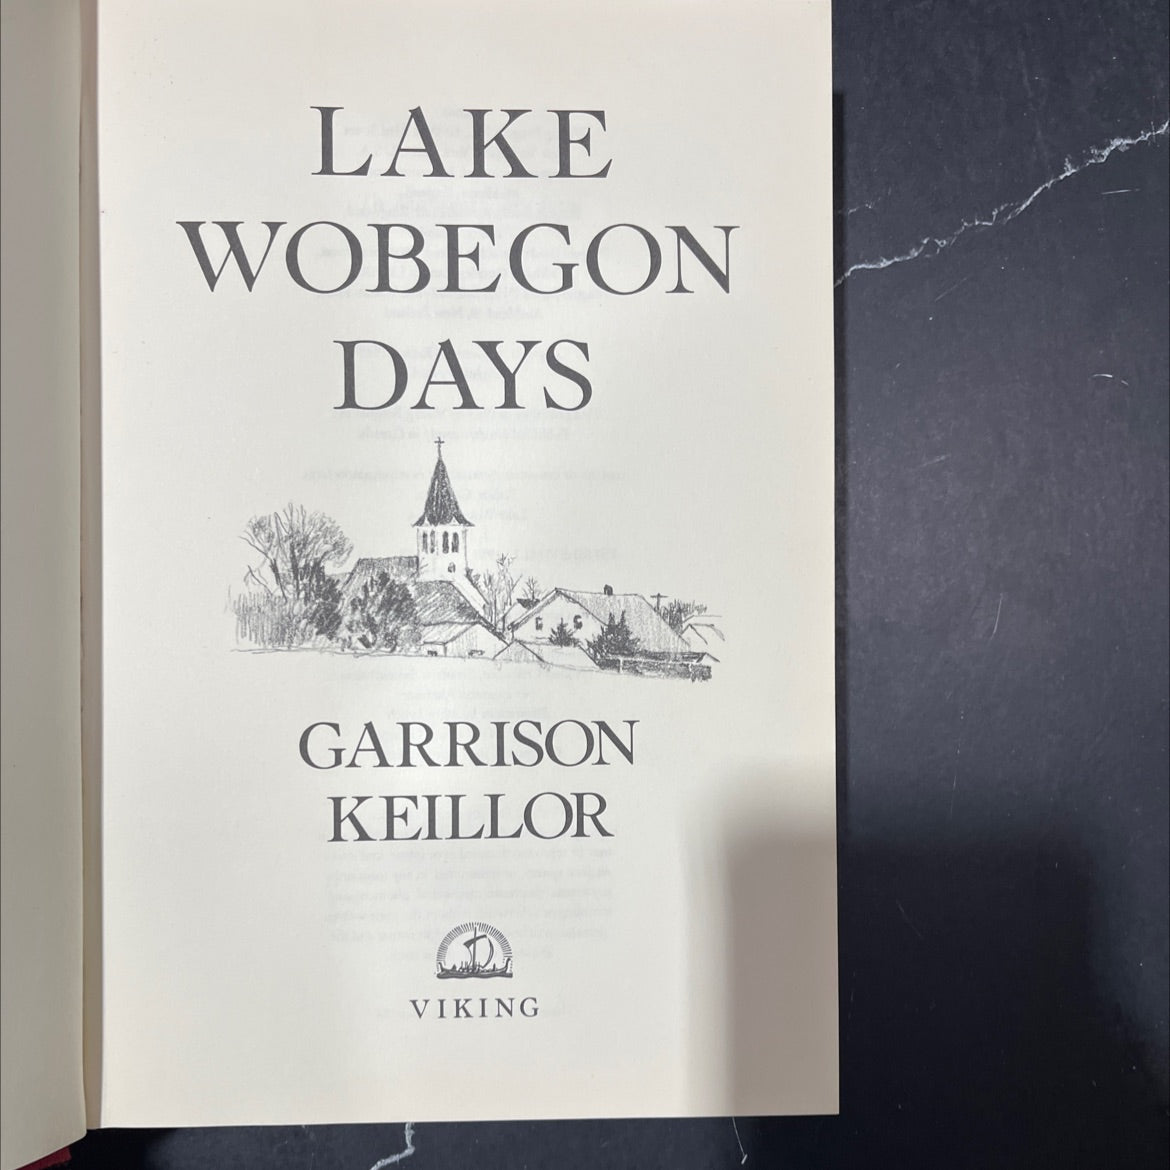 LAKE
WOBEGON
DAYS
GARRISON
KEILLOR
VIKING